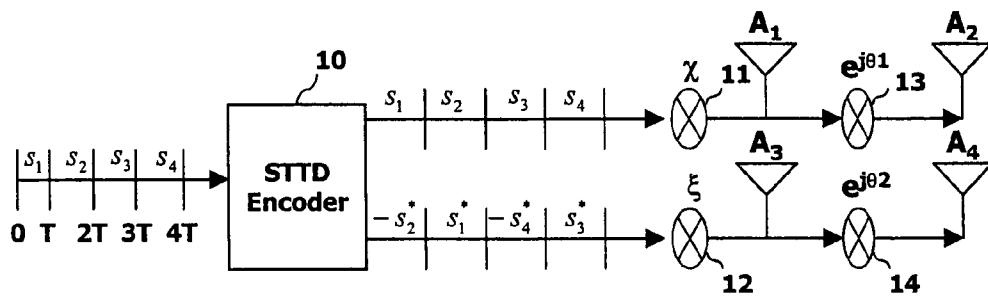 A₁ A₂
10 χ 11 e^jθ1 13
s₁ s₂ s₃ s₄
s₁ s₂ s₃ s₄
STTD
Encoder
A₃ A₄
ξ e^jθ2
0 T 2T 3T 4T
−s₂* s₁* −s₄* s₃*
12 14